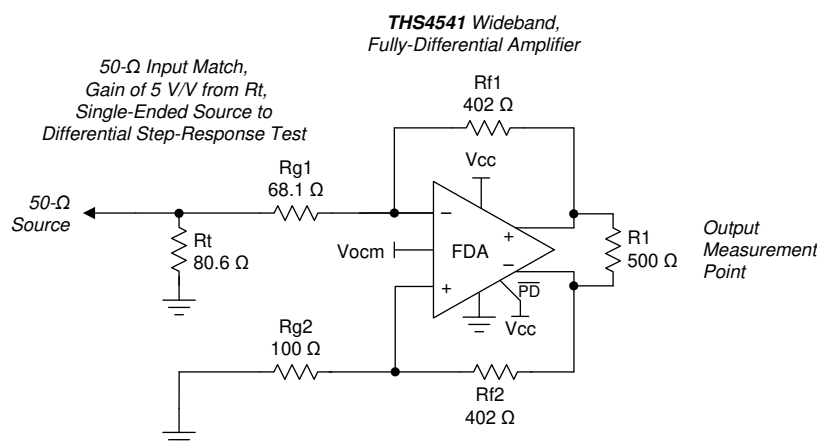 THS4541 Wideband,
Fully-Differential Amplifier
50-Ω Input Match,
Gain of 5 V/V from Rt,
Single-Ended Source to
Differential Step-Response Test
Rf1
402 Ω
Vcc
Rg1
68.1 Ω
50-Ω
Source
Rt
80.6 Ω
Vocm
−
+
FDA
+
−
R1
500 Ω
Output
Measurement
Point
PD
Vcc
Rg2
100 Ω
Rf2
402 Ω